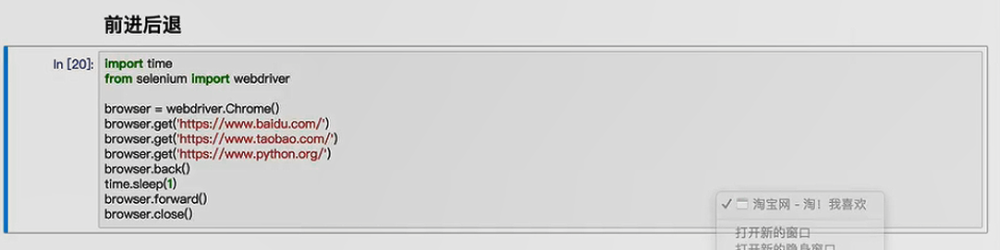 前进后退
In [20]:
import time
from selenium import webdriver
browser = webdriver.Chrome()
browser.get('https://www.baidu.com/')
browser.get('https://www.taobao.com/')
browser.get('https://www.python.org/')
browser.back()
time.sleep(1)
browser.forward()
browser.close()
✓ 淘宝网 - 淘！我喜欢
打开新的窗口
打开新的隐身窗口